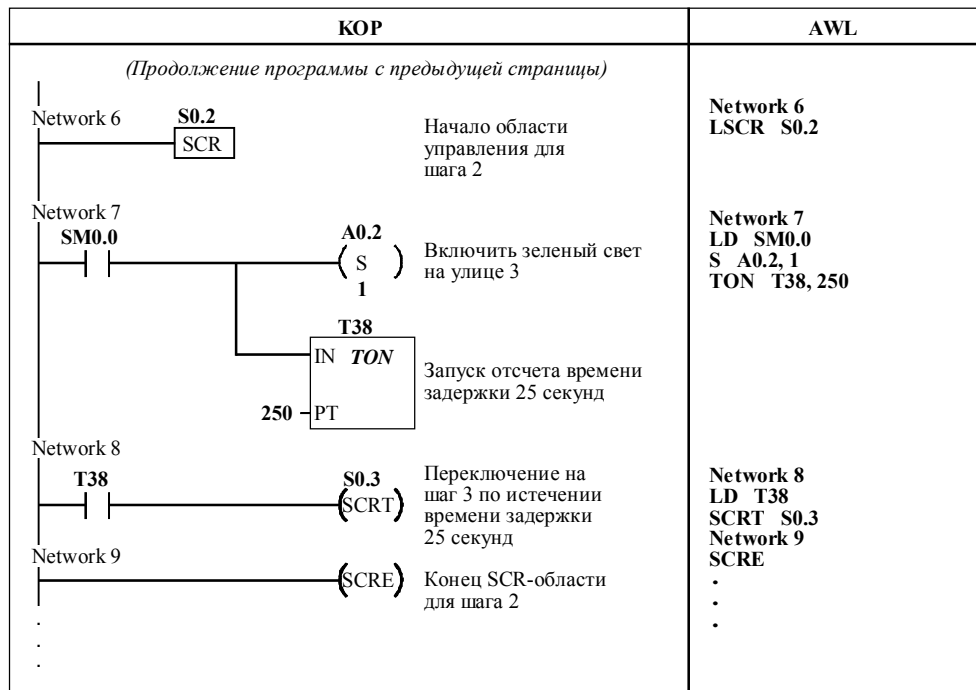 KOP
AWL
(Продолжение программы с предыдущей страницы)
Network 6
S0.2
SCR
Начало области
управления для
шага 2
Network 6
LSCR S0.2
Network 7
SM0.0
A0.2
S
1
Включить зеленый свет
на улице 3
T38
IN TON
250
PT
Запуск отсчета времени
задержки 25 секунд
Network 7
LD SM0.0
S A0.2, 1
TON T38, 250
Network 8
T38
S0.3
SCRT
Переключение на
шаг 3 по истечении
времени задержки
25 секунд
Network 8
LD T38
SCRT S0.3
Network 9
SCRE
Конец SCR-области
для шага 2
Network 9
SCRE
.
.
.
.
.
.